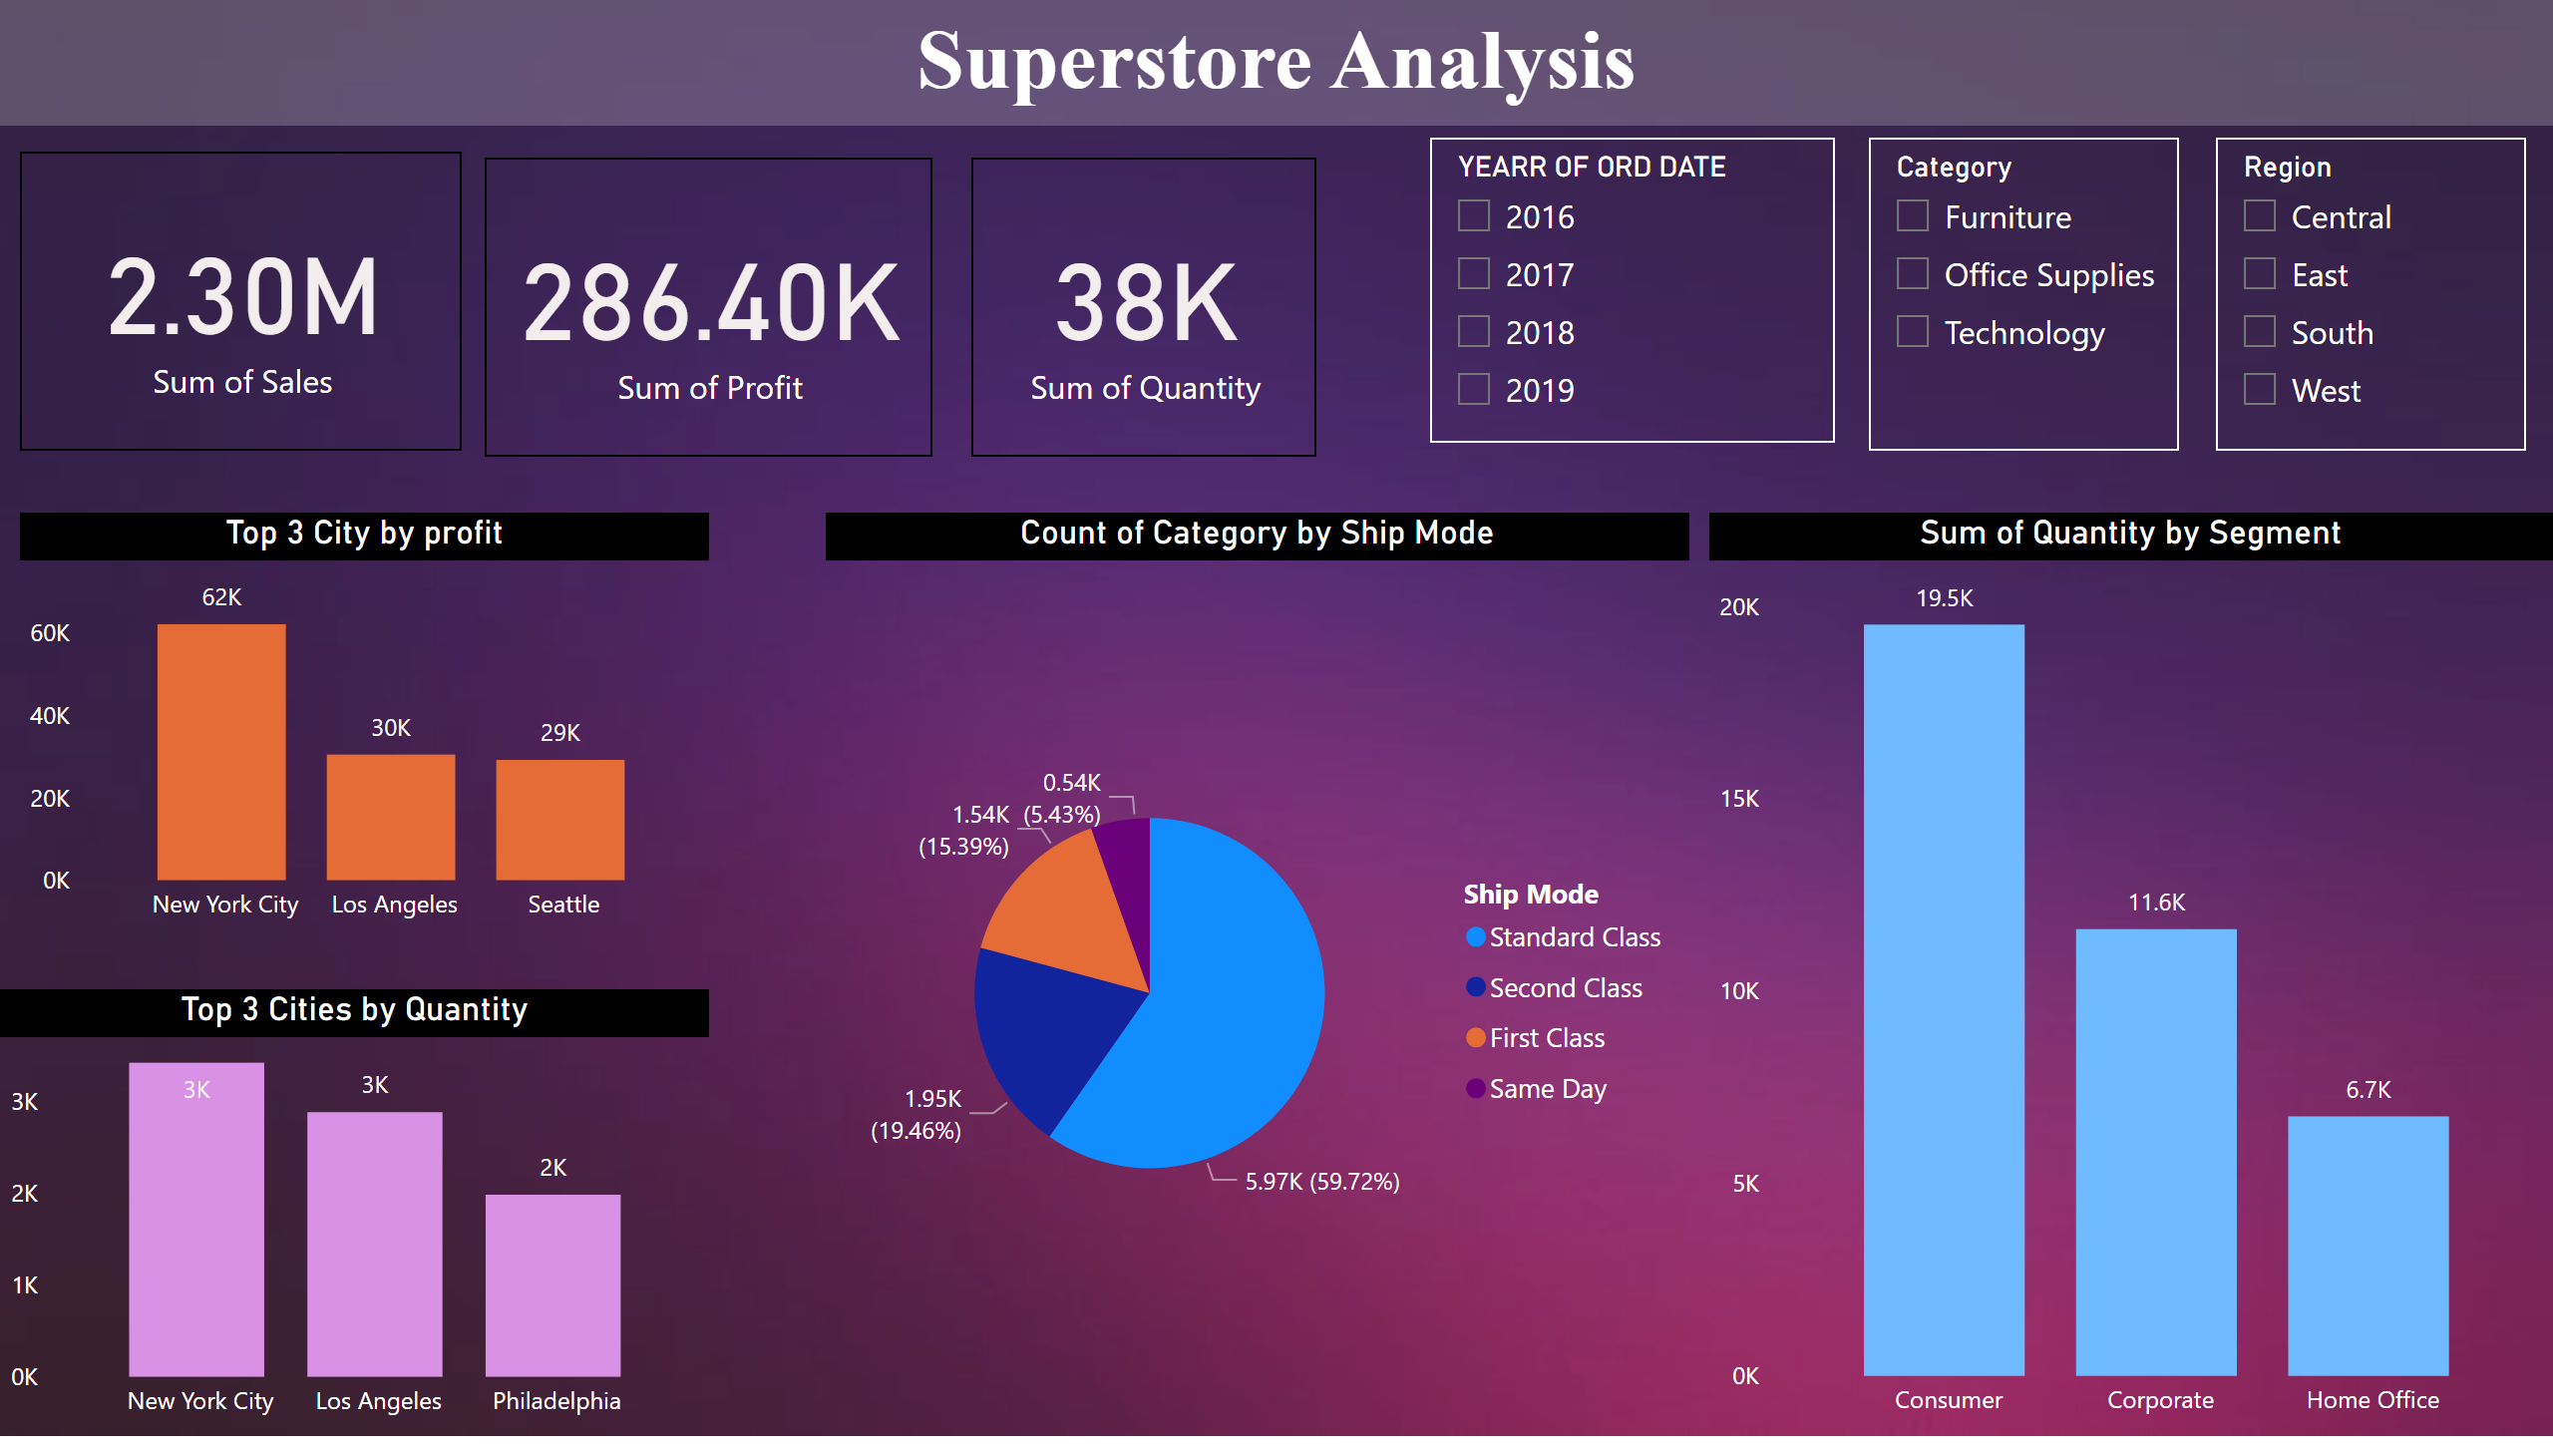 Superstore Analysis
2.30M
Sum of Sales
286.40K
Sum of Profit
38K
Sum of Quantity
YEARR OF ORD DATE
2016
2017
2018
2019
Category
Furniture
Office Supplies
Technology
Region
Central
East
South
West
Top 3 City by profit
60K
40K
20K
0K
62K
30K
29K
New York City
Los Angeles
Seattle
Top 3 Cities by Quantity
3K
2K
1K
0K
3K
3K
2K
New York City
Los Angeles
Philadelphia
Count of Category by Ship Mode
0.54K
(5.43%)
1.54K
(15.39%)
1.95K
(19.46%)
5.97K (59.72%)
Ship Mode
Standard Class
Second Class
First Class
Same Day
Sum of Quantity by Segment
20K
15K
10K
5K
0K
19.5K
11.6K
6.7K
Consumer
Corporate
Home Office